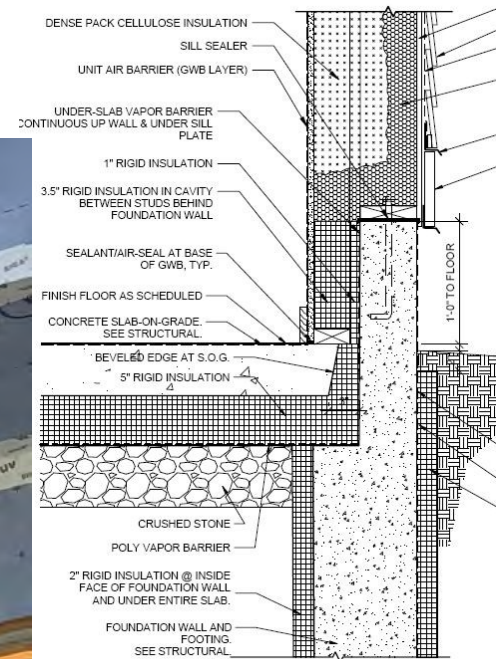 DENSE PACK CELLULOSE INSULATION
SILL SEALER
UNIT AIR BARRIER (GWB LAYER)
UNDER-SLAB VAPOR BARRIER
CONTINUOUS UP WALL & UNDER SILL
PLATE
1" RIGID INSULATION
3.5" RIGID INSULATION IN CAVITY
BETWEEN STUDS BEHIND
FOUNDATION WALL
SEALANT/AIR-SEAL AT BASE
OF GWB, TYP.
FINISH FLOOR AS SCHEDULED
CONCRETE SLAB-ON-GRADE.
SEE STRUCTURAL.
BEVELED EDGE AT S.O.G.
5" RIGID INSULATION
CRUSHED STONE
POLY VAPOR BARRIER
2" RIGID INSULATION @ INSIDE
FACE OF FOUNDATION WALL
AND UNDER ENTIRE SLAB.
FOUNDATION WALL AND
FOOTING.
SEE STRUCTURAL.
1'-0" TO FLOOR